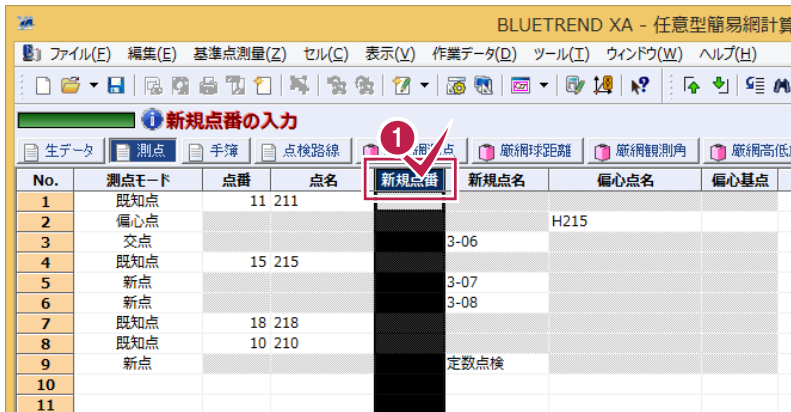 BLUETREND XA - 任意型簡易網計算
ファイル(F) 編集(E) 基準点測量(Z) セル(C) 表示(V) 作業データ(D) ツール(T) ウィンドウ(W) ヘルプ(H)
新規点番の入力
1
生データ 測点 手簿 点検路線 点 厳網球距離 厳網観測角 厳網高低
No. 測点モード 点番 点名 新規点番 新規点名 偏心点名 偏心基点
1 既知点 11 211
2 偏心点 H215
3 交点 3-06
4 既知点 15 215
5 新点 3-07
6 新点 3-08
7 既知点 18 218
8 既知点 10 210
9 新点 定数点検
10
11